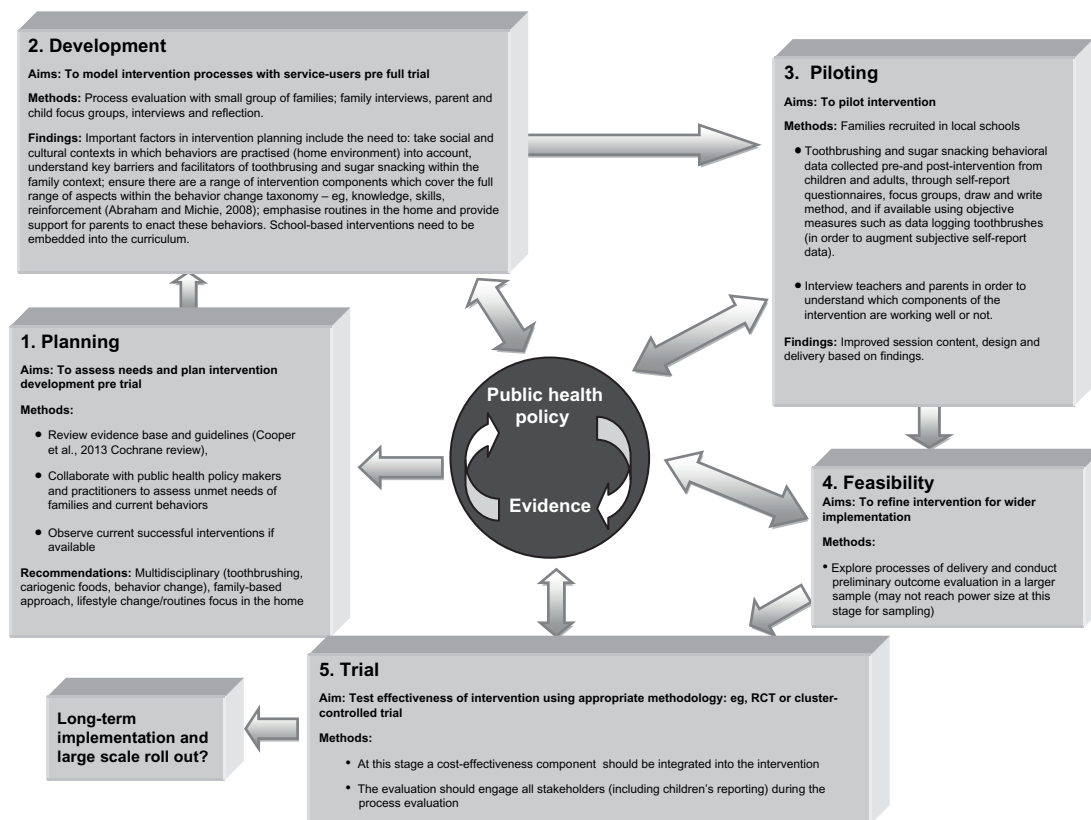 2. Development
Aims: To model intervention processes with service-users pre full trial
Methods: Process evaluation with small group of families; family interviews, parent and
child focus groups, interviews and reflection.
Findings: Important factors in intervention planning include the need to: take social and
cultural contexts in which behaviors are practised (home environment) into account,
understand key barriers and facilitators of toothbrusing and sugar snacking within the
family context; ensure there are a range of intervention components which cover the full
range of aspects within the behavior change taxonomy – eg, knowledge, skills,
reinforcement (Abraham and Michie, 2008); emphasise routines in the home and provide
support for parents to enact these behaviors. School-based interventions need to be
embedded into the curriculum.
3. Piloting
Aims: To pilot intervention
Methods: Families recruited in local schools
• Toothbrushing and sugar snacking behavioral
data collected pre-and post-intervention from
children and adults, through self-report
questionnaires, focus groups, draw and write
method, and if available using objective
measures such as data logging toothbrushes
(in order to augment subjective self-report
data).
• Interview teachers and parents in order to
understand which components of the
intervention are working well or not.
Findings: Improved session content, design and
delivery based on findings.
1. Planning
Aims: To assess needs and plan intervention
development pre trial
Methods:
• Review evidence base and guidelines (Cooper
et al., 2013 Cochrane review),
• Collaborate with public health policy makers
and practitioners to assess unmet needs of
families and current behaviors
• Observe current successful interventions if
available
Recommendations: Multidisciplinary (toothbrushing,
cariogenic foods, behavior change), family-based
approach, lifestyle change/routines focus in the home
Public health
policy
Evidence
4. Feasibility
Aims: To refine intervention for wider
implementation
Methods:
• Explore processes of delivery and conduct
preliminary outcome evaluation in a larger
sample (may not reach power size at this
stage for sampling)
5. Trial
Aim: Test effectiveness of intervention using appropriate methodology: eg, RCT or cluster-
controlled trial
Methods:
• At this stage a cost-effectiveness component should be integrated into the intervention
• The evaluation should engage all stakeholders (including children's reporting) during the
process evaluation
Long-term
implementation and
large scale roll out?